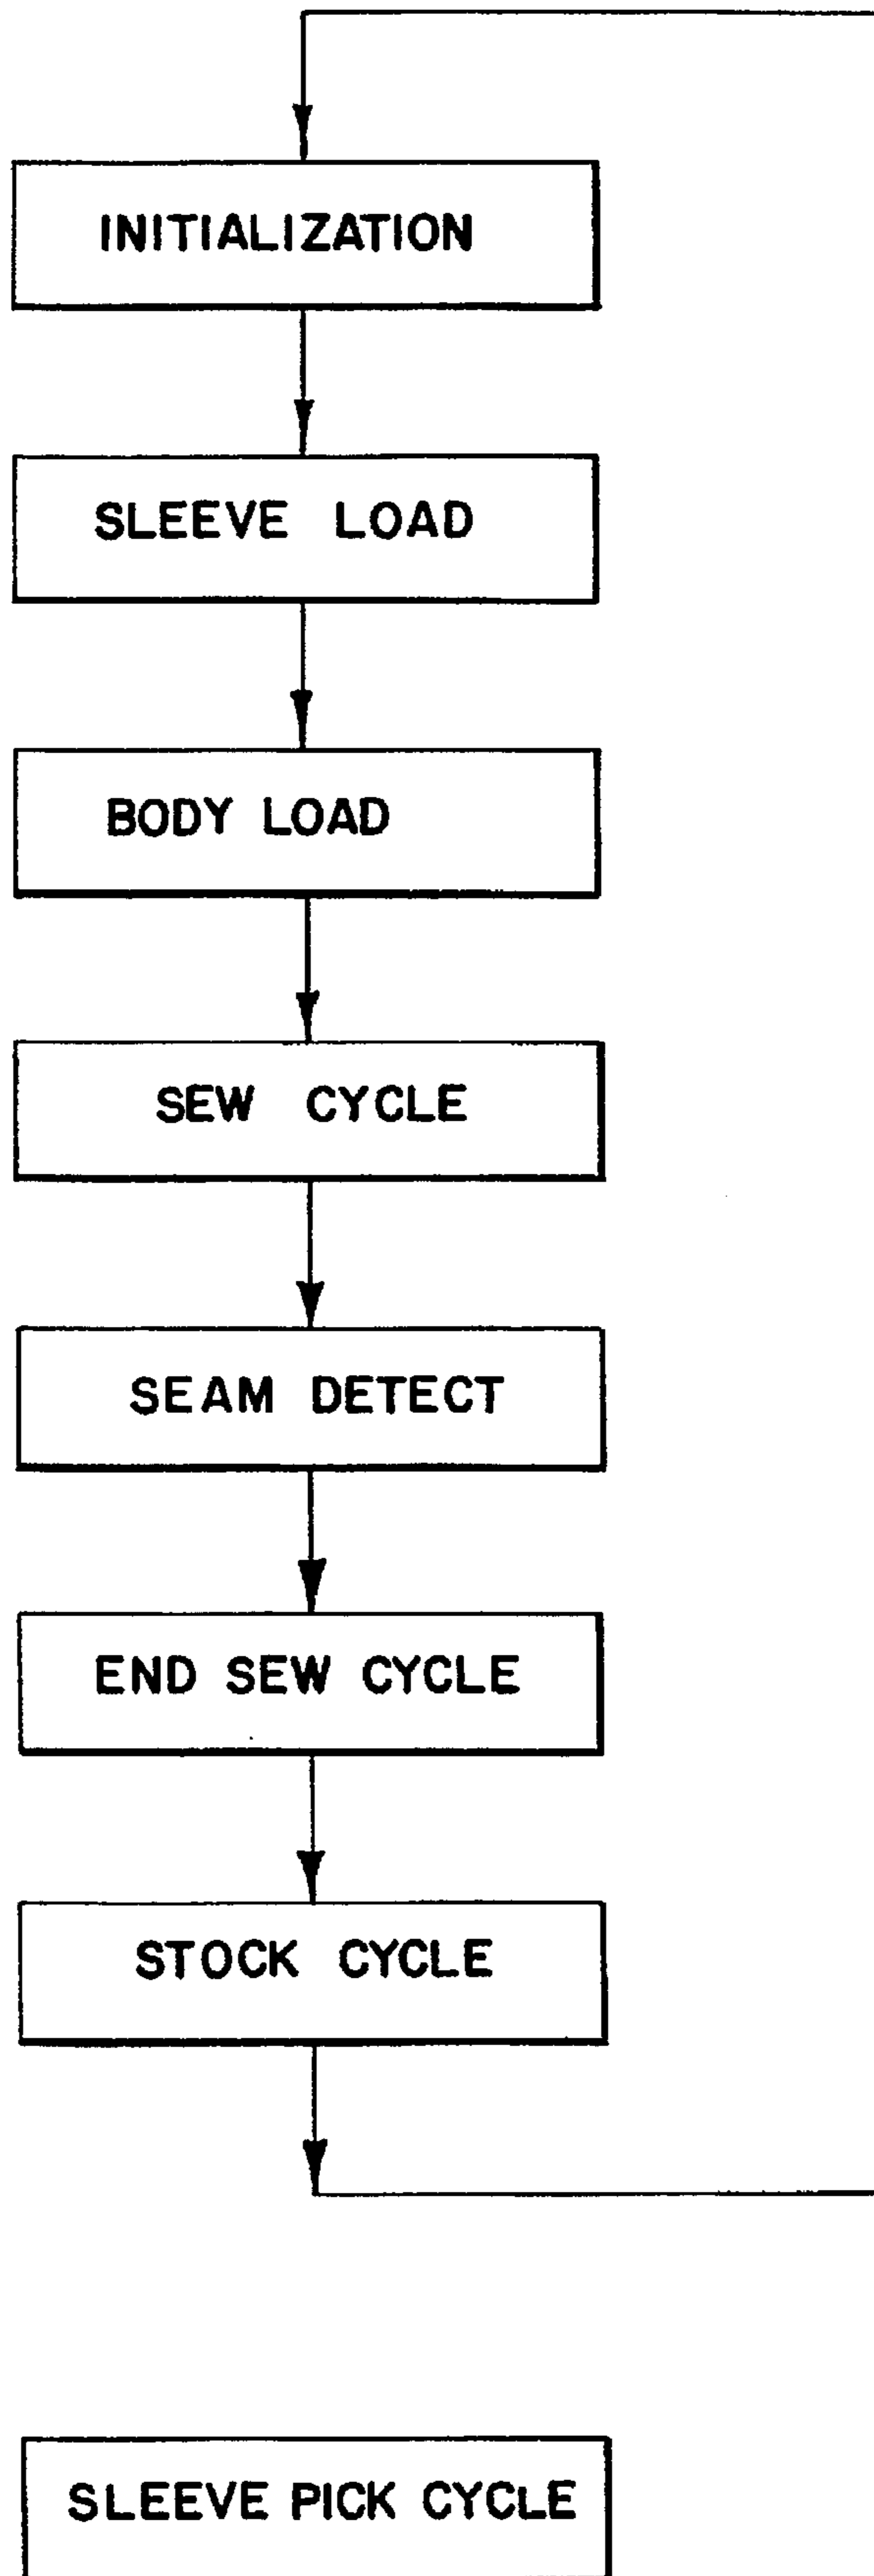 INITIALIZATION
SLEEVE LOAD
BODY LOAD
SEW CYCLE
SEAM DETECT
END SEW CYCLE
STOCK CYCLE
SLEEVE PICK CYCLE